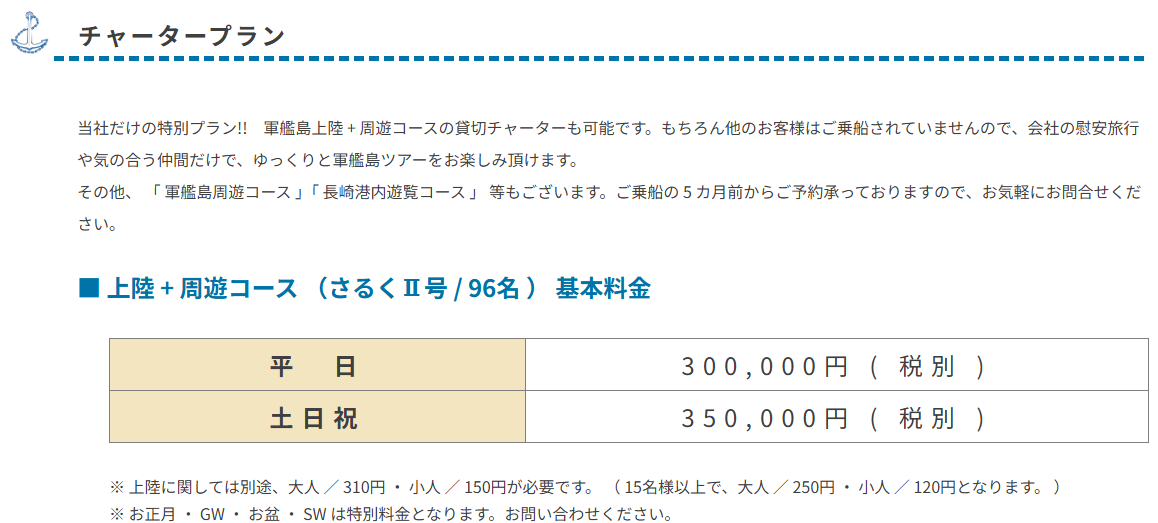 チャータープラン
当社だけの特別プラン!!　軍艦島上陸 + 周遊コースの貸切チャーターも可能です。もちろん他のお客様はご乗船されていませんので、会社の慰安旅行
や気の合う仲間だけで、ゆっくりと軍艦島ツアーをお楽しみ頂けます。
その他、 「 軍艦島周遊コース 」「 長崎港内遊覧コース 」 等もございます。ご乗船の 5 カ月前からご予約承っておりますので、お気軽にお問合せくだ
さい。
■ 上陸 + 周遊コース （さるくⅡ号 / 96名 ） 基本料金
平　日 300,000円 ( 税別 )
土日祝 350,000円 ( 税別 )
※ 上陸に関しては別途、大人 ／ 310円 ・ 小人 ／ 150円が必要です。 （ 15名様以上で、大人 ／ 250円 ・ 小人 ／ 120円となります。 ）
※ お正月 ・ GW ・ お盆 ・ SW は特別料金となります。お問い合わせください。